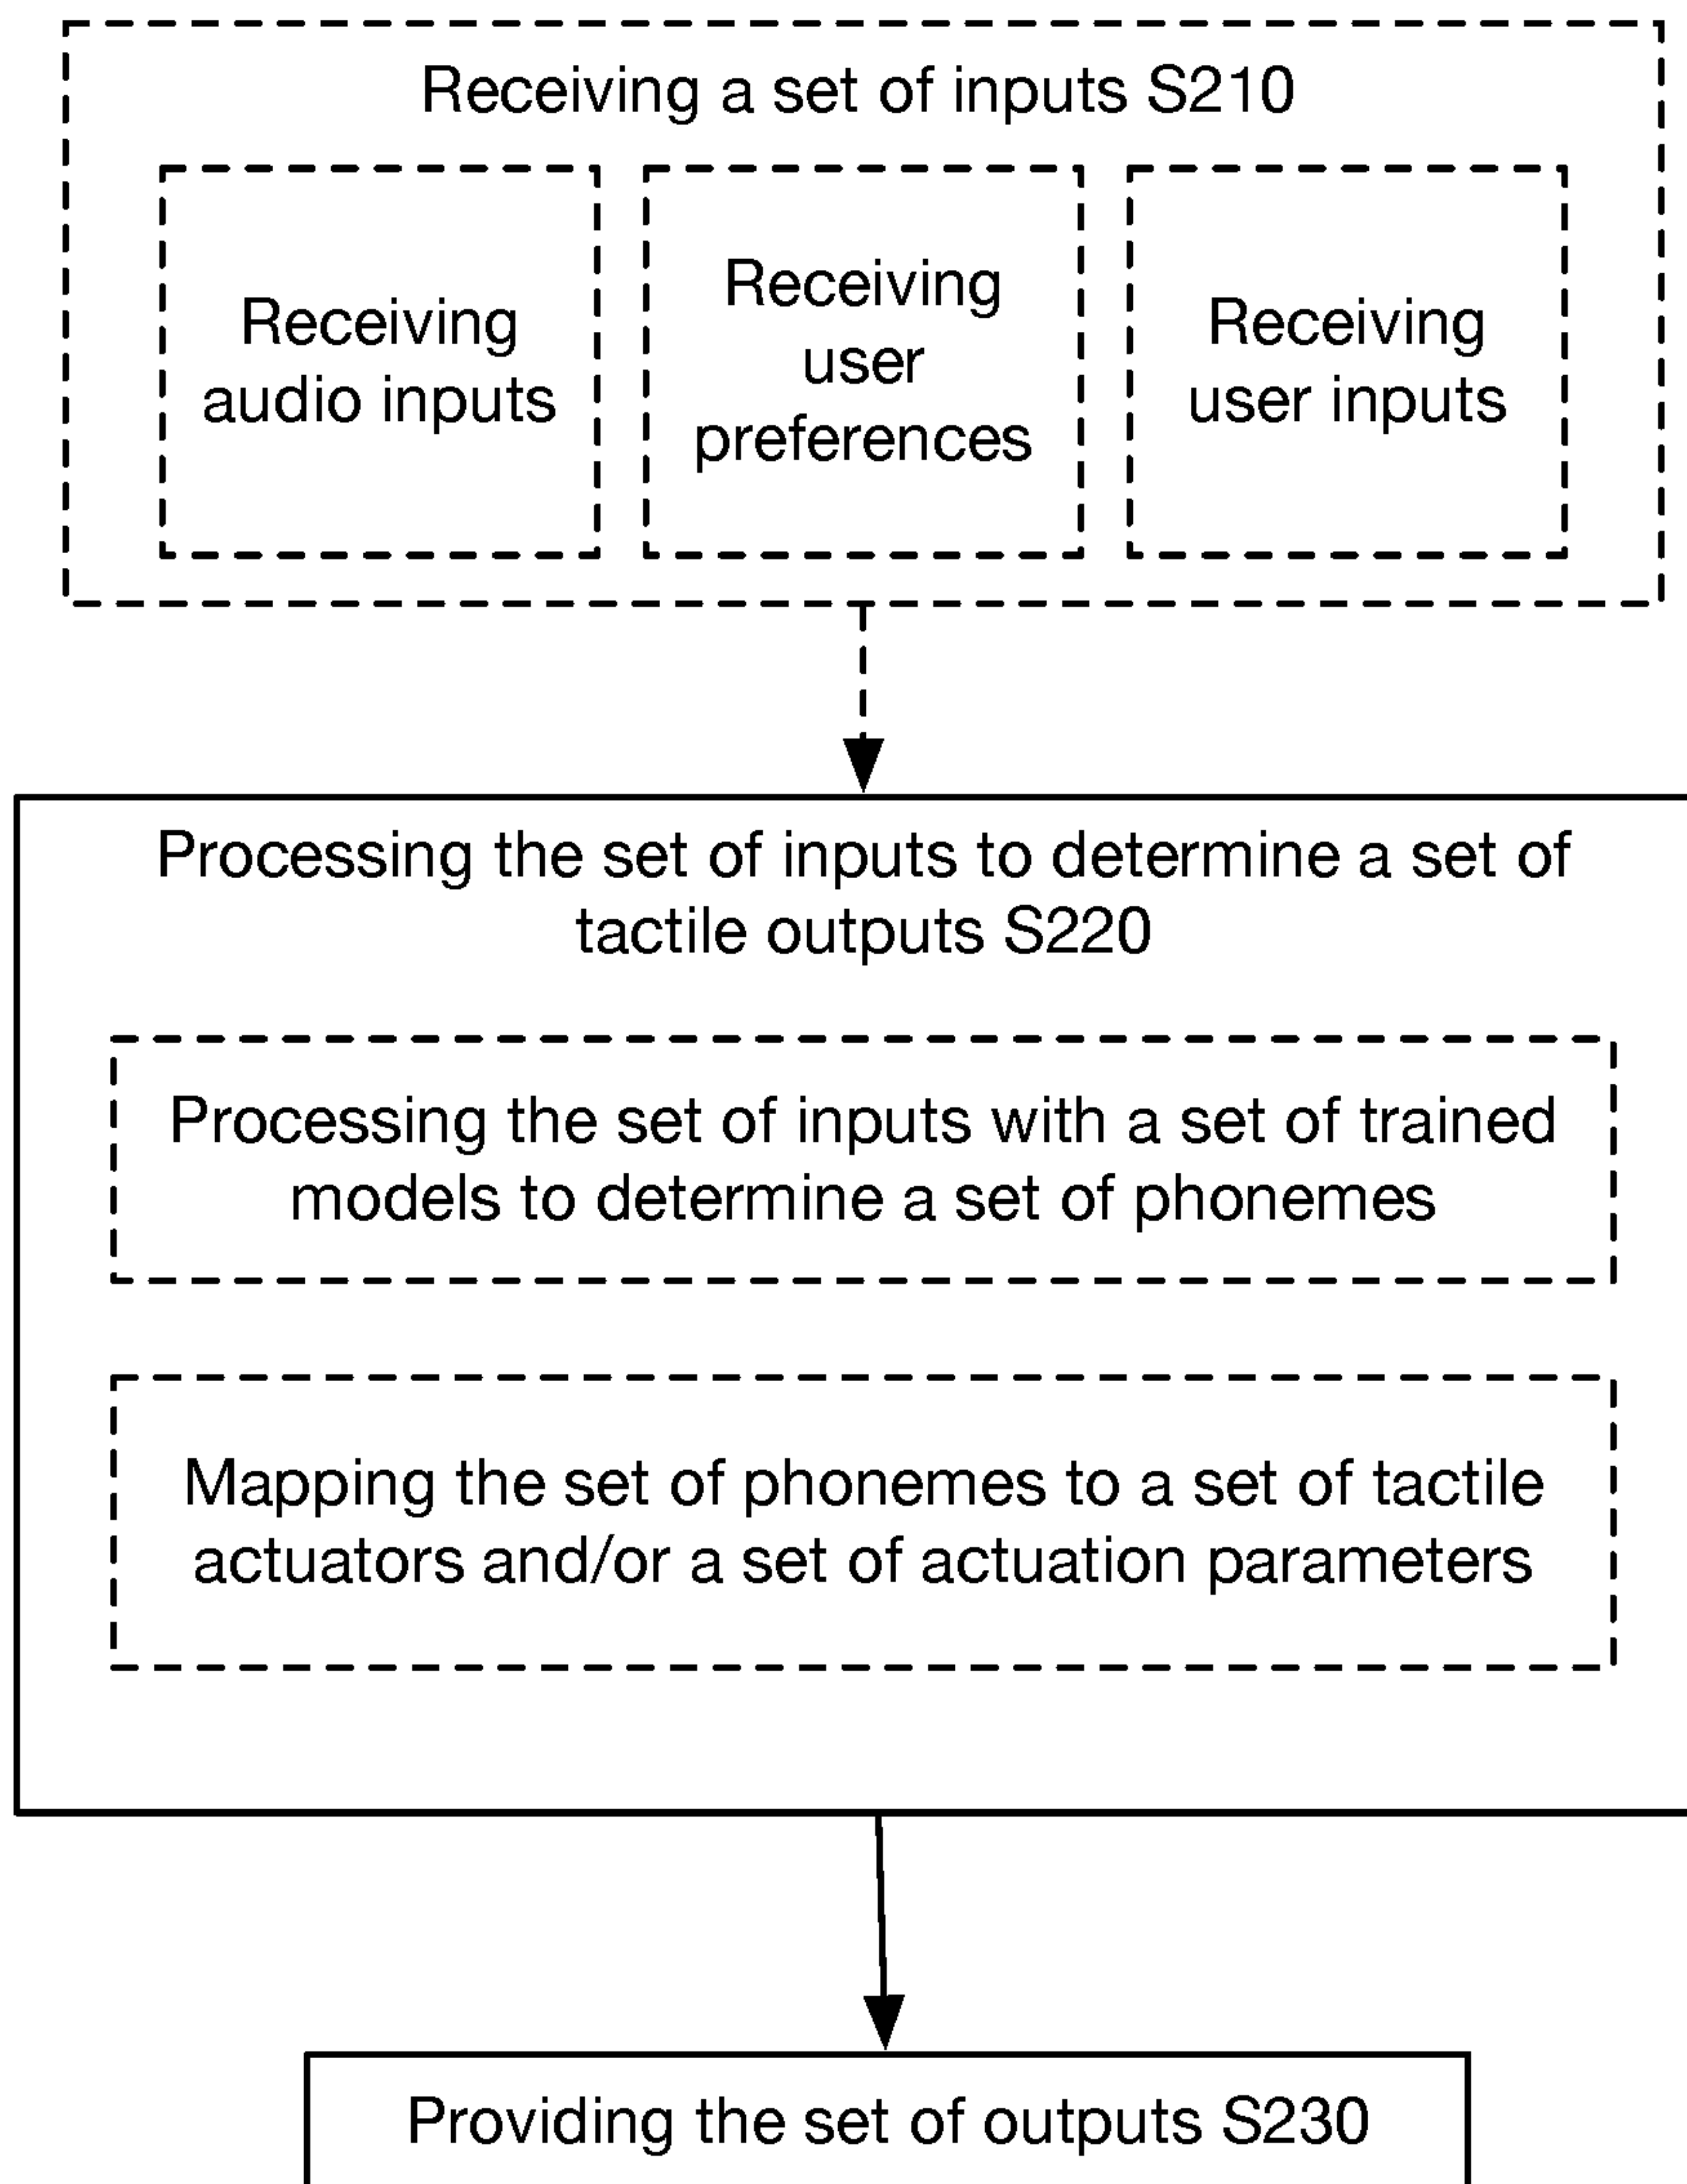 Receiving a set of inputs S210
Receiving
audio inputs
Receiving
user
preferences
Receiving
user inputs
Processing the set of inputs to determine a set of
tactile outputs S220
Processing the set of inputs with a set of trained
models to determine a set of phonemes
Mapping the set of phonemes to a set of tactile
actuators and/or a set of actuation parameters
Providing the set of outputs S230